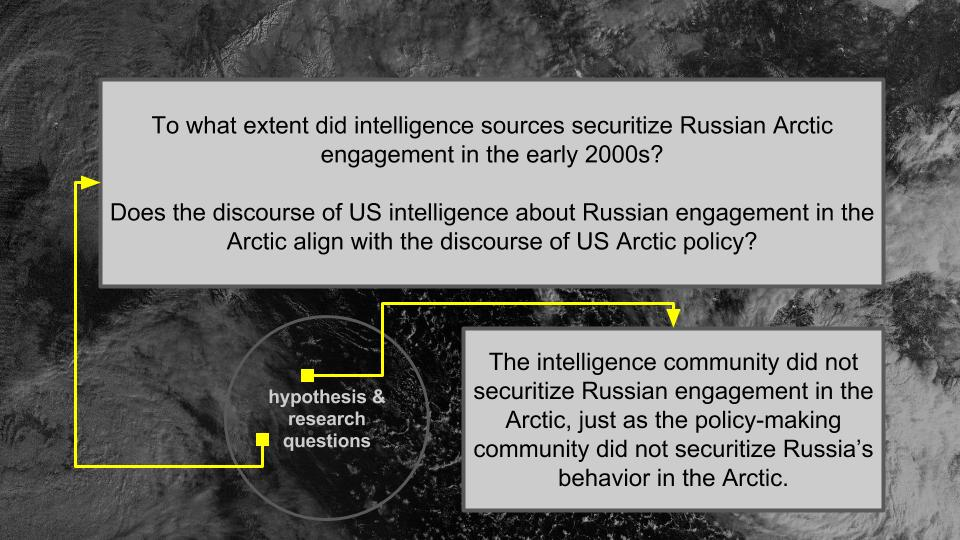 To what extent did intelligence sources securitize Russian Arctic
engagement in the early 2000s?
Does the discourse of US intelligence about Russian engagement in the
Arctic align with the discourse of US Arctic policy?
hypothesis &
research
questions
The intelligence community did not
securitize Russian engagement in the
Arctic, just as the policy-making
community did not securitize Russia’s
behavior in the Arctic.